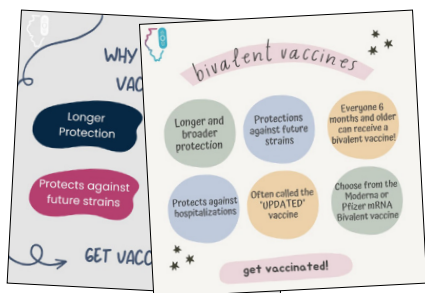 WHY
VAC
Longer
Protection
Protects against
future strains
GET VACC
bivalent vaccines
Longer and
broader
protection
Protections
against future
strains
Everyone 6
months and older
can receive a
bivalent vaccine!
Protects against
hospitalizations
Often called the
"UPDATED"
vaccine
Choose from the
Moderna or
Pfizer mRNA
Bivalent vaccine
get vaccinated!